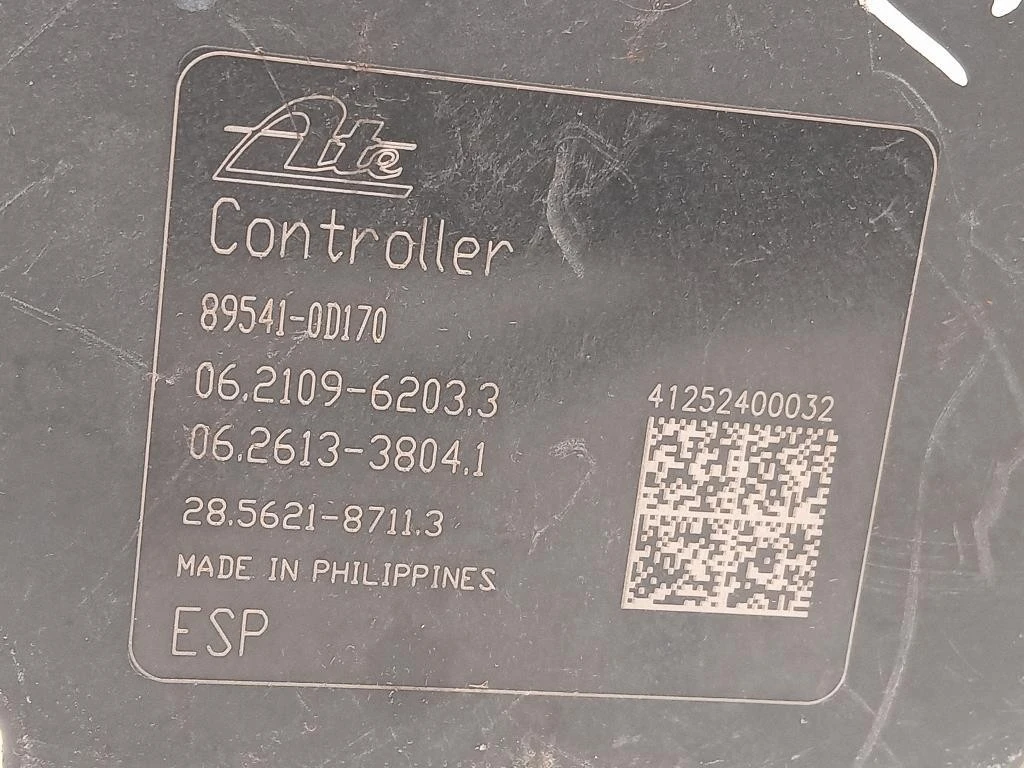 Ate
Controller
89541-0D170
06.2109-6203.3
06.2613-3804.1
28.5621-8711.3
MADE IN PHILIPPINES
ESP
41252400032